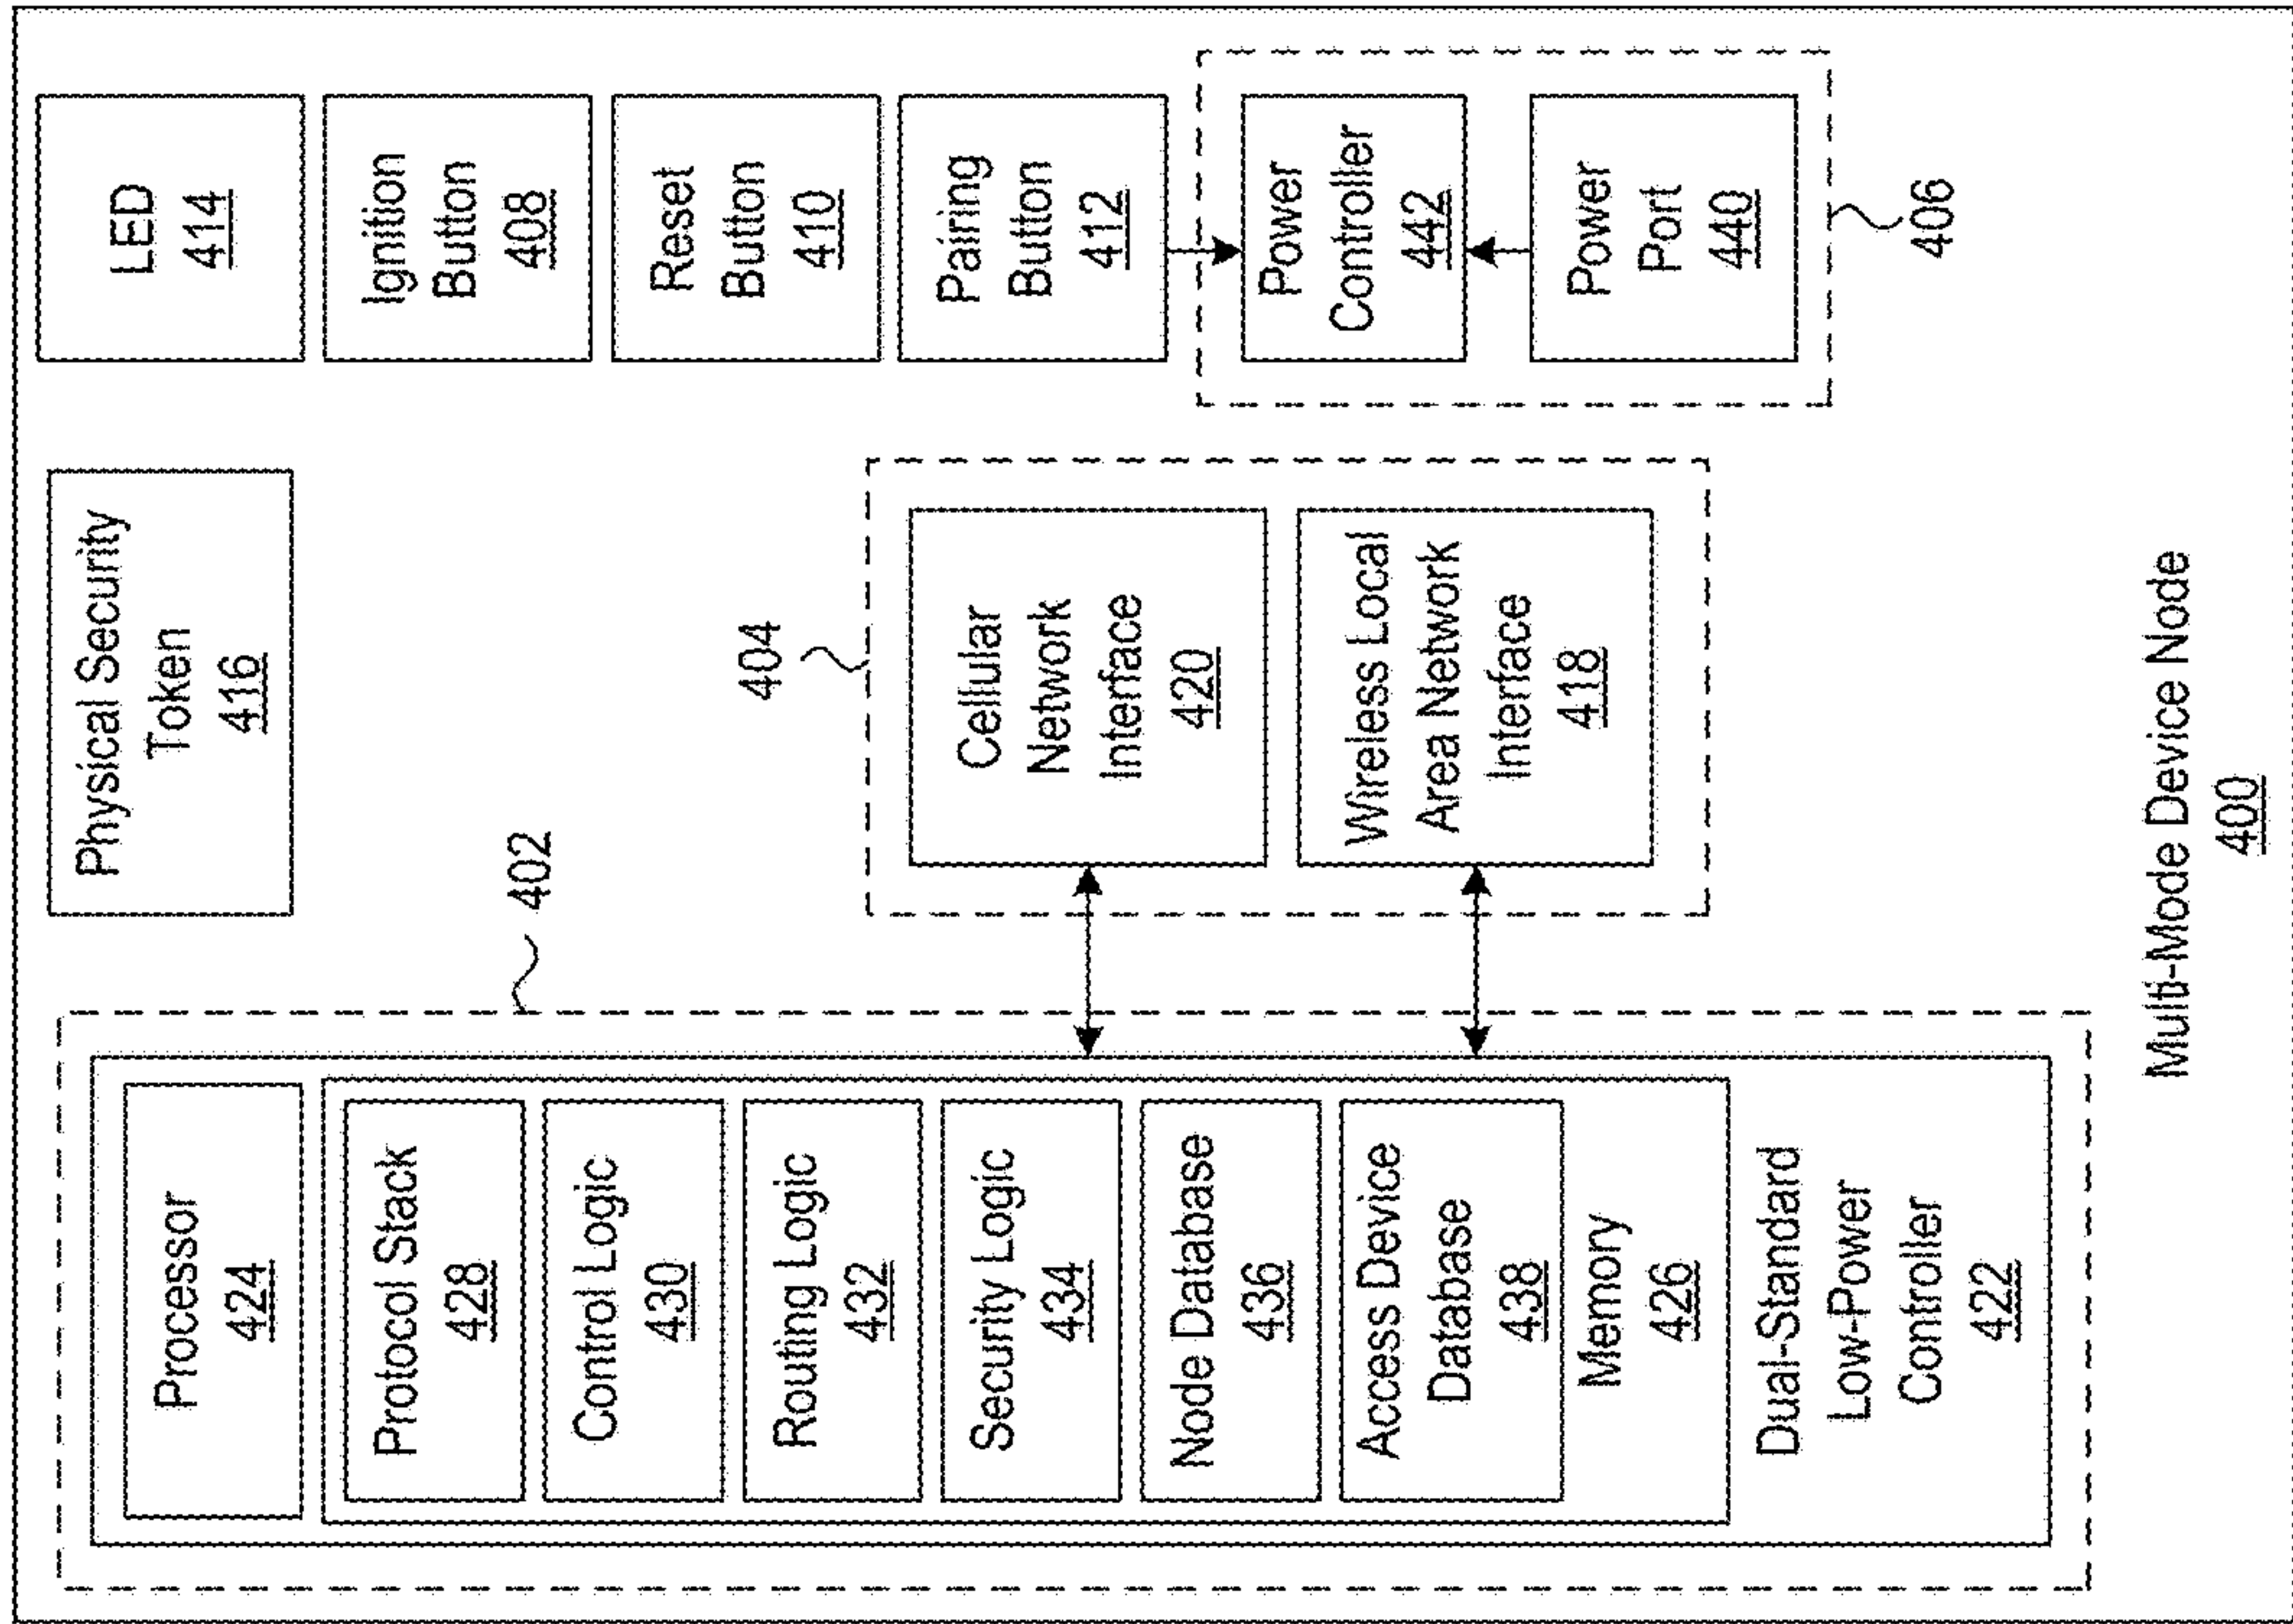 402
Processor
424
Protocol Stack
428
Control Logic
430
Routing Logic
432
Security Logic
434
Node Database
436
Access Device
Database
438
Memory
426
Dual-Standard
Low-Power
Controller
422
Physical Security
Token
416
404
Cellular
Network
Interface
420
Wireless Local
Area Network
Interface
418
LED
414
Ignition
Button
408
Reset
Button
410
Pairing
Button
412
Power
Controller
442
Power
Port
440
406
Multi-Mode Device Node
400